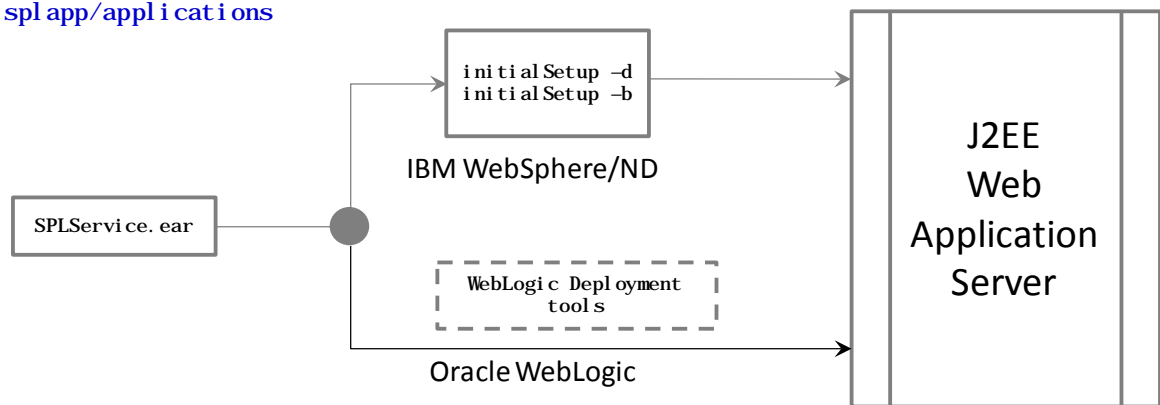 splapp/applications
initialSetup –d
initialSetup –b
IBM WebSphere/ND
SPLService.ear
WebLogic Deployment
tools
Oracle WebLogic
J2EE
Web
Application
Server